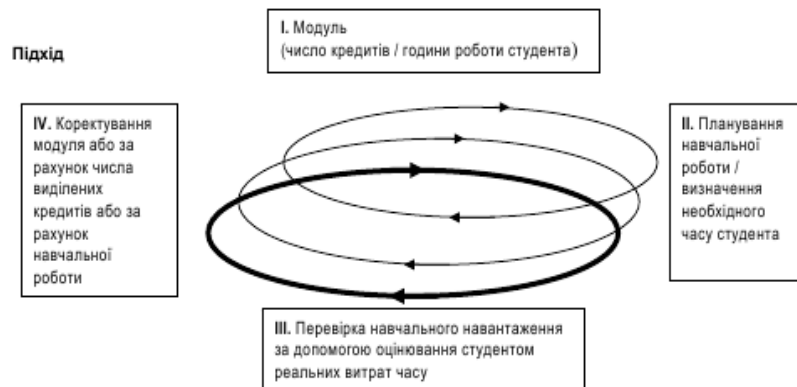 I. Модуль
(число кредитів / години роботи студента)
Підхід
IV. Коректування
модуля або за
рахунок числа
виділених
кредитів або за
рахунок
навчальної
роботи
II. Планування
навчальної
роботи /
визначення
необхідного
часу студента
III. Перевірка навчального навантаження
за допомогою оцінювання студентом
реальних витрат часу